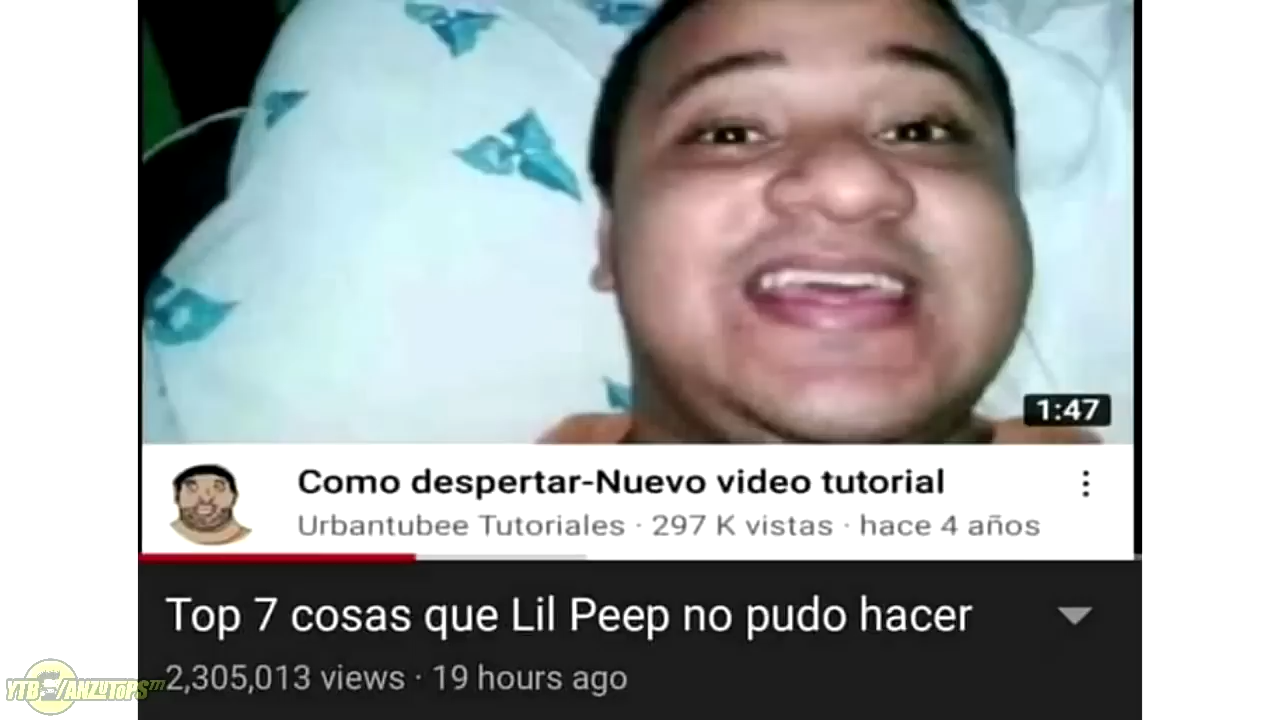 1:47
Como despertar-Nuevo video tutorial
Urbantubee Tutoriales · 297 K vistas · hace 4 años
Top 7 cosas que Lil Peep no pudo hacer
2,305,013 views · 19 hours ago